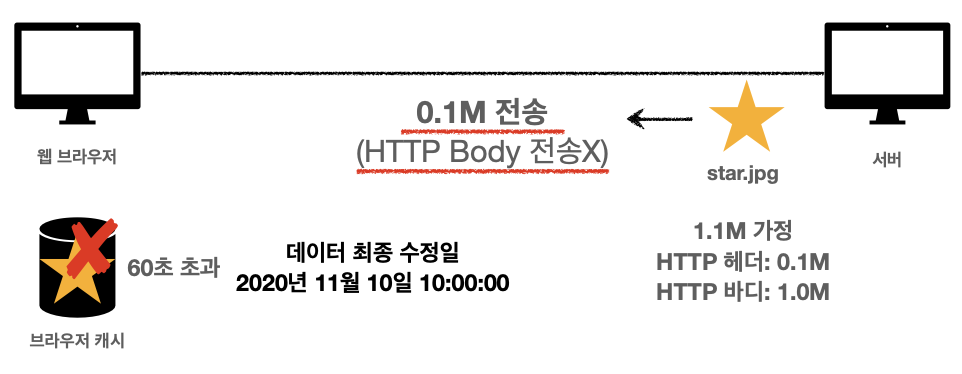 0.1M 전송
(HTTP Body 전송X)
웹 브라우저
star.jpg
서버
60초 초과
데이터 최종 수정일
2020년 11월 10일 10:00:00
1.1M 가정
HTTP 헤더: 0.1M
HTTP 바디: 1.0M
브라우저 캐시